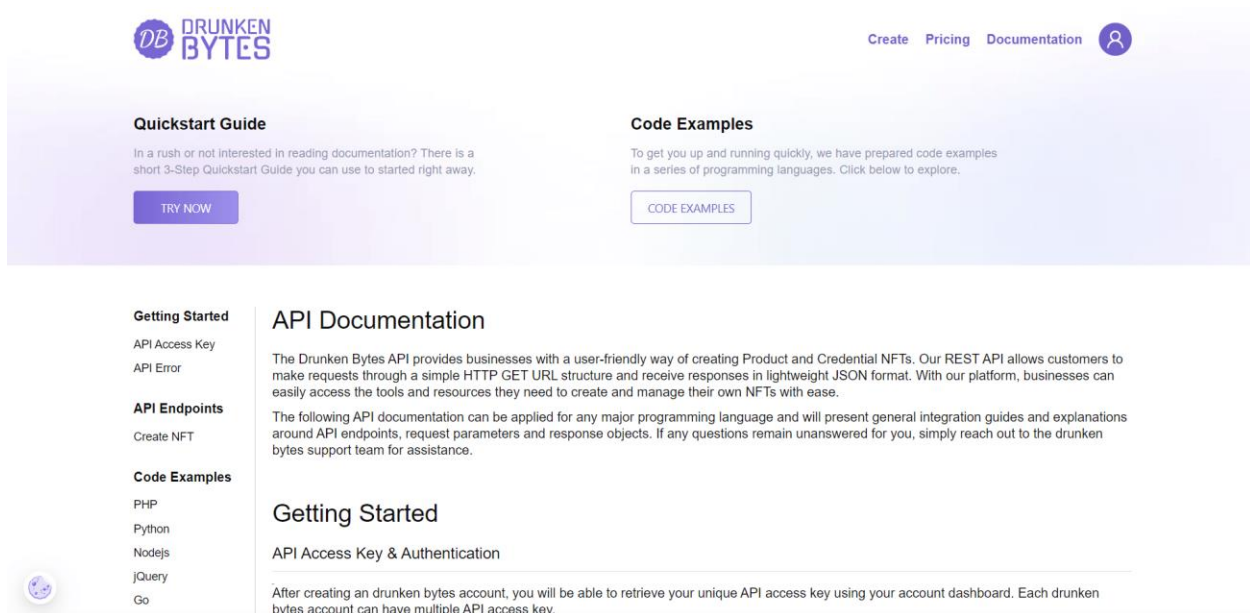 DB DRUNKEN
BYTES
Create Pricing Documentation
Quickstart Guide
In a rush or not interested in reading documentation? There is a
short 3-Step Quickstart Guide you can use to started right away.
TRY NOW
Code Examples
To get you up and running quickly, we have prepared code examples
in a series of programming languages. Click below to explore.
CODE EXAMPLES
Getting Started
API Access Key
API Error
API Endpoints
Create NFT
Code Examples
PHP
Python
Nodejs
jQuery
Go
API Documentation
The Drunken Bytes API provides businesses with a user-friendly way of creating Product and Credential NFTs. Our REST API allows customers to
make requests through a simple HTTP GET URL structure and receive responses in lightweight JSON format. With our platform, businesses can
easily access the tools and resources they need to create and manage their own NFTs with ease.
The following API documentation can be applied for any major programming language and will present general integration guides and explanations
around API endpoints, request parameters and response objects. If any questions remain unanswered for you, simply reach out to the drunken
bytes support team for assistance.
Getting Started
API Access Key & Authentication
After creating an drunken bytes account, you will be able to retrieve your unique API access key using your account dashboard. Each drunken
bytes account can have multiple API access key.